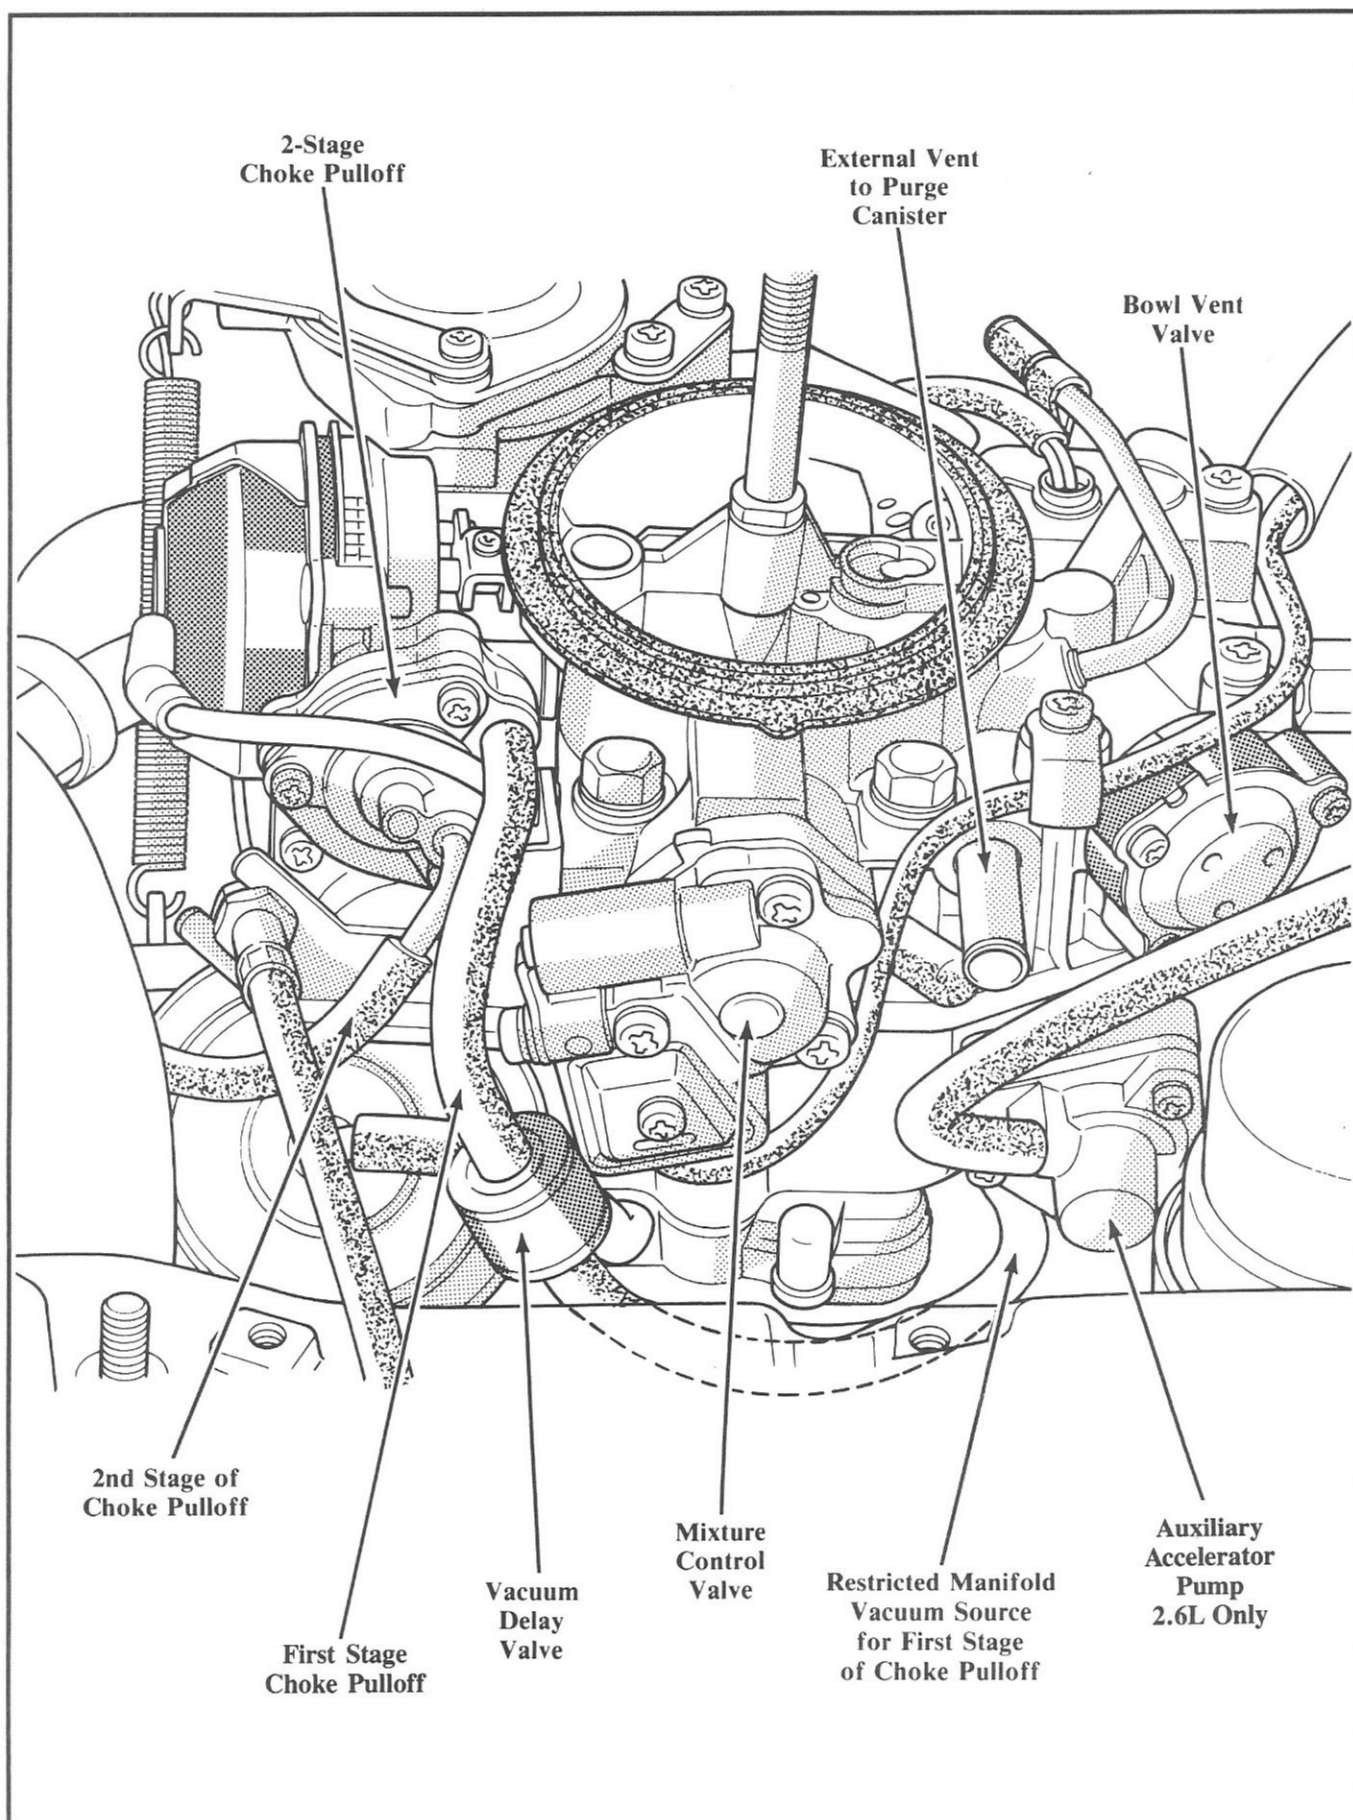 2-Stage
Choke Pulloff
External Vent
to Purge
Canister
Bowl Vent
Valve
2nd Stage of
Choke Pulloff
First Stage
Choke Pulloff
Vacuum
Delay
Valve
Mixture
Control
Valve
Restricted Manifold
Vacuum Source
for First Stage
of Choke Pulloff
Auxiliary
Accelerator
Pump
2.6L Only